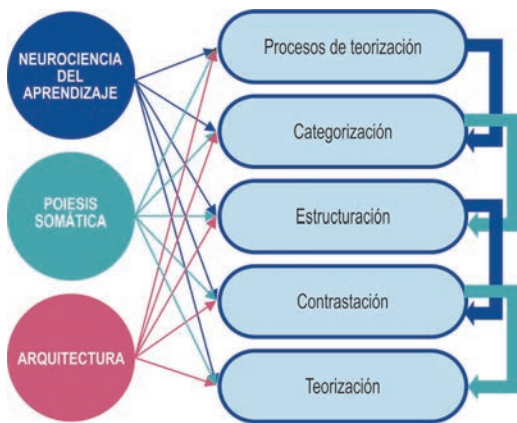 NEUROCIENCIA
DEL
APRENDIZAJE
POIESIS
SOMÁTICA
ARQUITECTURA
Procesos de teorización
Categorización
Estructuración
Contrastación
Teorización